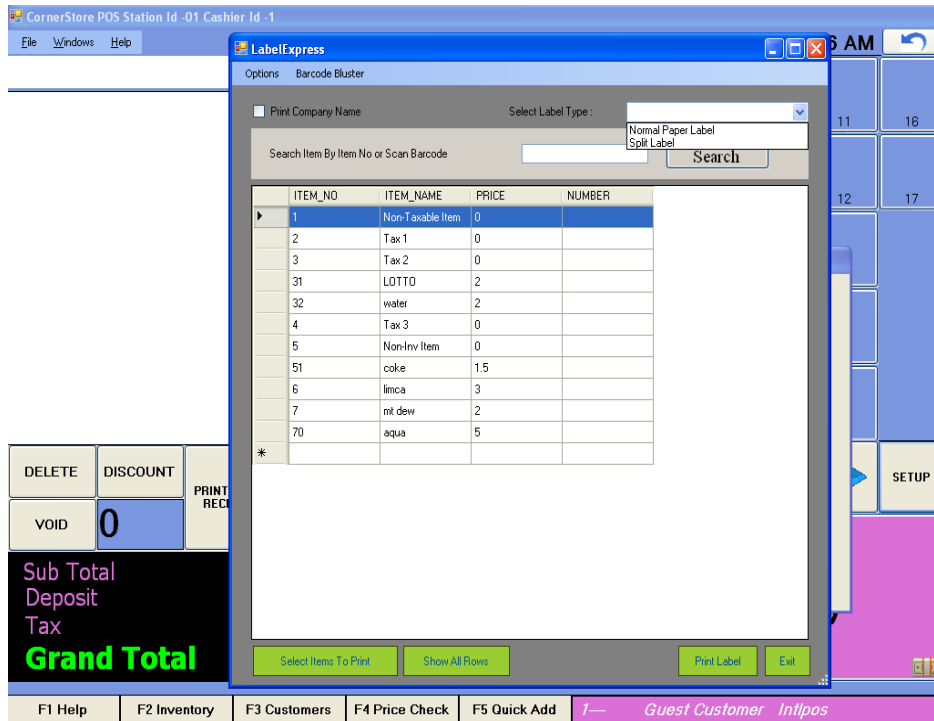 CornerStore POS Station Id -01 Cashier Id -1
File Windows Help
6 AM
LabelExpress
Options Barcode Bluster
Print Company Name
Select Label Type :
Normal Paper Label
Split Label
Search Item By Item No or Scan Barcode
Search
ITEM_NO ITEM_NAME PRICE NUMBER
1 Non-Taxable Item 0
2 Tax 1 0
3 Tax 2 0
31 LOTTO 2
32 water 2
4 Tax 3 0
5 Non-Inv Item 0
51 coke 1.5
6 limca 3
7 mt dew 2
70 aqua 5
*
11 16
12 17
DELETE DISCOUNT
PRINT
RECE
VOID 0
SETUP
Sub Total
Deposit
Tax
Grand Total
Select Items To Print Show All Rows Print Label Exit
F1 Help F2 Inventory F3 Customers F4 Price Check F5 Quick Add 1— Guest Customer Intlpos